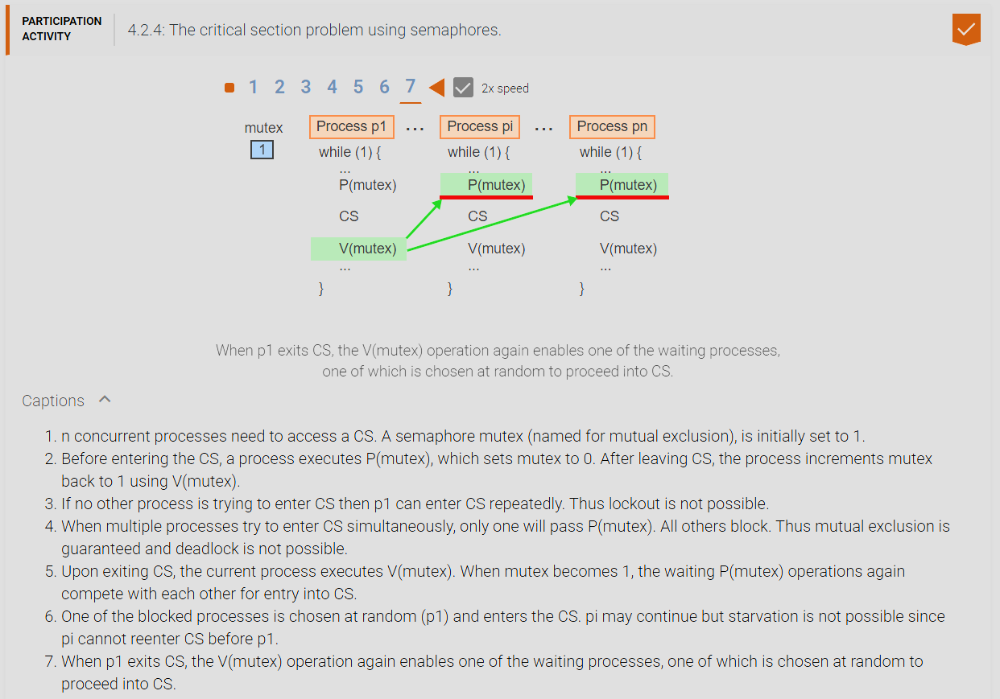 PARTICIPATION
ACTIVITY
4.2.4: The critical section problem using semaphores.
1 2 3 4 5 6 7 2x speed
mutex Process p1 ... Process pi ... Process pn
1 while (1) { while (1) { while (1) {
... ... ...
P(mutex) P(mutex) P(mutex)
CS CS CS
V(mutex) V(mutex) V(mutex)
... ... ...
} } }
When p1 exits CS, the V(mutex) operation again enables one of the waiting processes,
one of which is chosen at random to proceed into CS.
Captions
1. n concurrent processes need to access a CS. A semaphore mutex (named for mutual exclusion), is initially set to 1.
2. Before entering the CS, a process executes P(mutex), which sets mutex to 0. After leaving CS, the process increments mutex
back to 1 using V(mutex).
3. If no other process is trying to enter CS then p1 can enter CS repeatedly. Thus lockout is not possible.
4. When multiple processes try to enter CS simultaneously, only one will pass P(mutex). All others block. Thus mutual exclusion is
guaranteed and deadlock is not possible.
5. Upon exiting CS, the current process executes V(mutex). When mutex becomes 1, the waiting P(mutex) operations again
compete with each other for entry into CS.
6. One of the blocked processes is chosen at random (p1) and enters the CS. pi may continue but starvation is not possible since
pi cannot reenter CS before p1.
7. When p1 exits CS, the V(mutex) operation again enables one of the waiting processes, one of which is chosen at random to
proceed into CS.